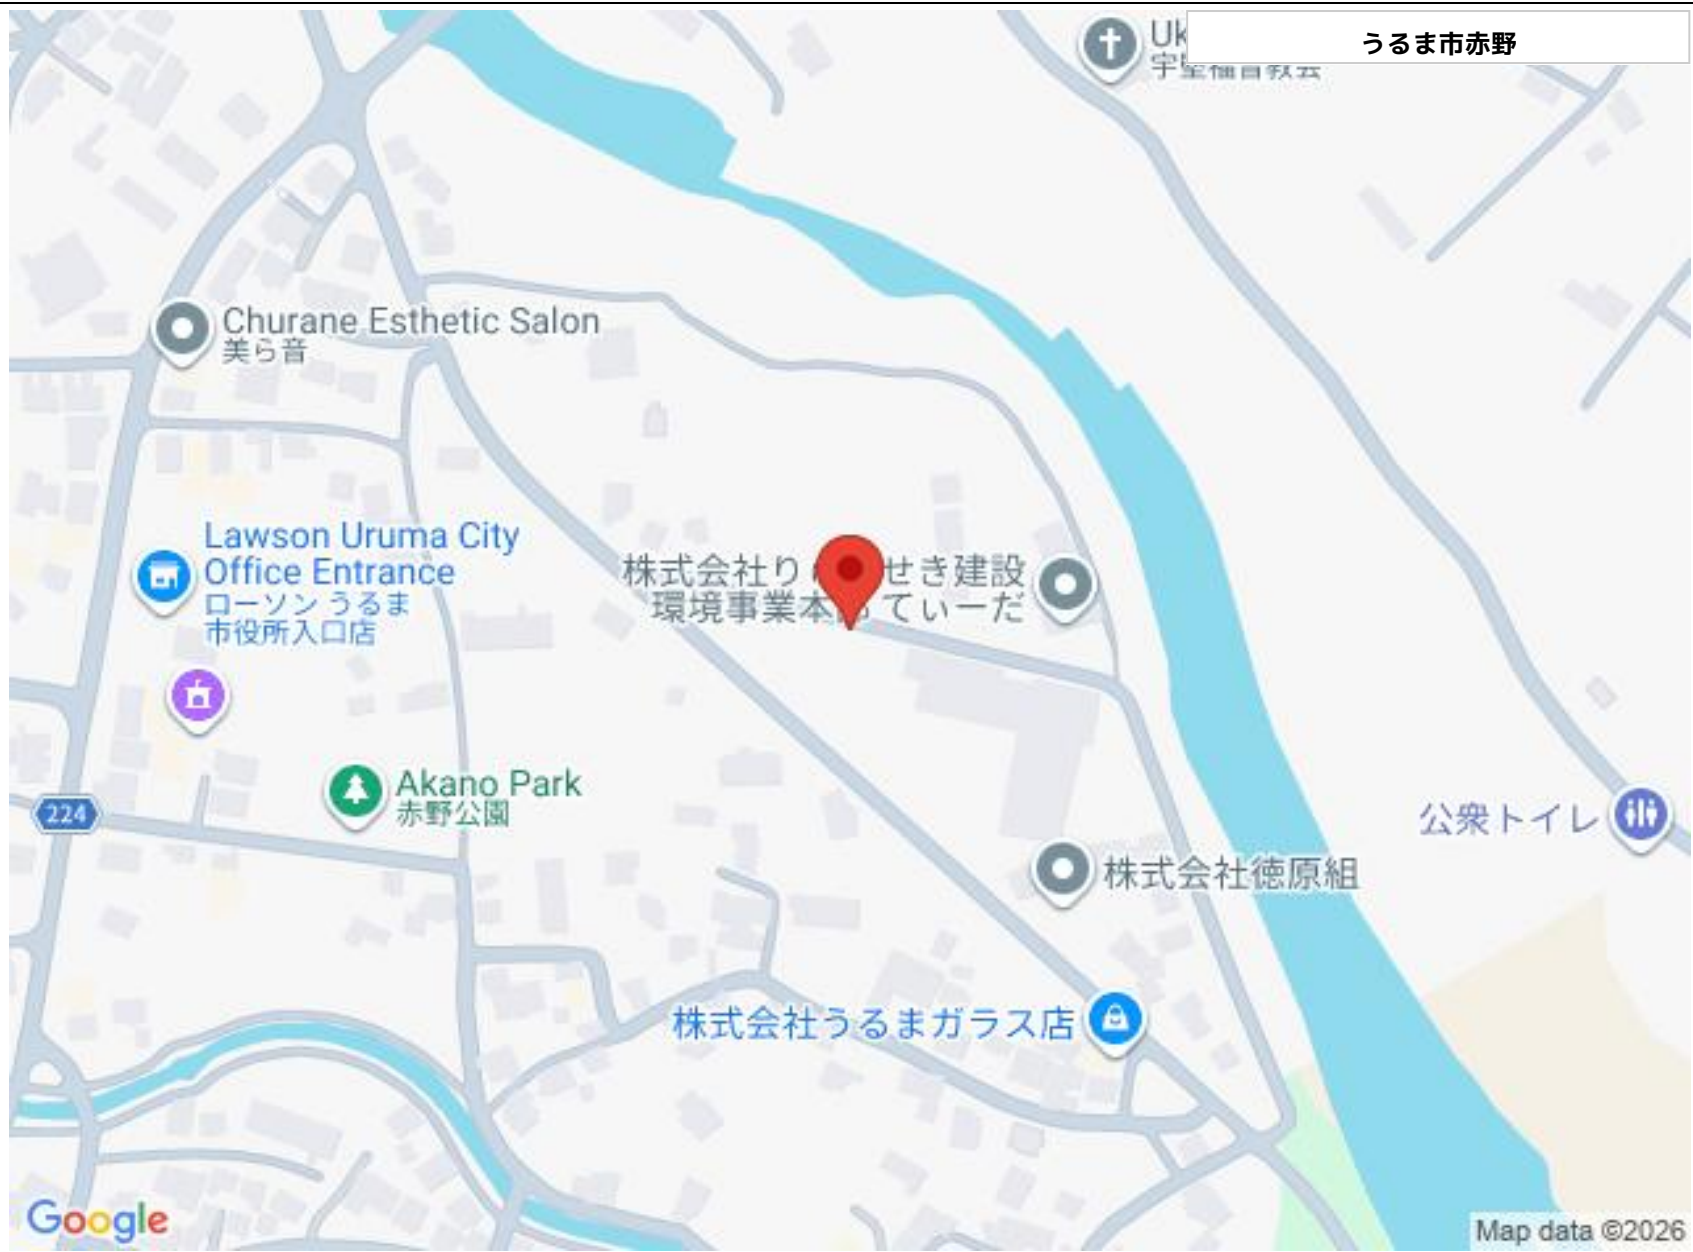 うるま市赤野
Uk
Churane Esthetic Salon
美ら音
Lawson Uruma City
Office Entrance
ローソン うるま
市役所入口店
株式会社り せき建設
環境事業本部 てぃーだ
Akano Park
赤野公園
224
公衆トイレ
株式会社徳原組
株式会社うるまガラス店
Google
Map data ©2026